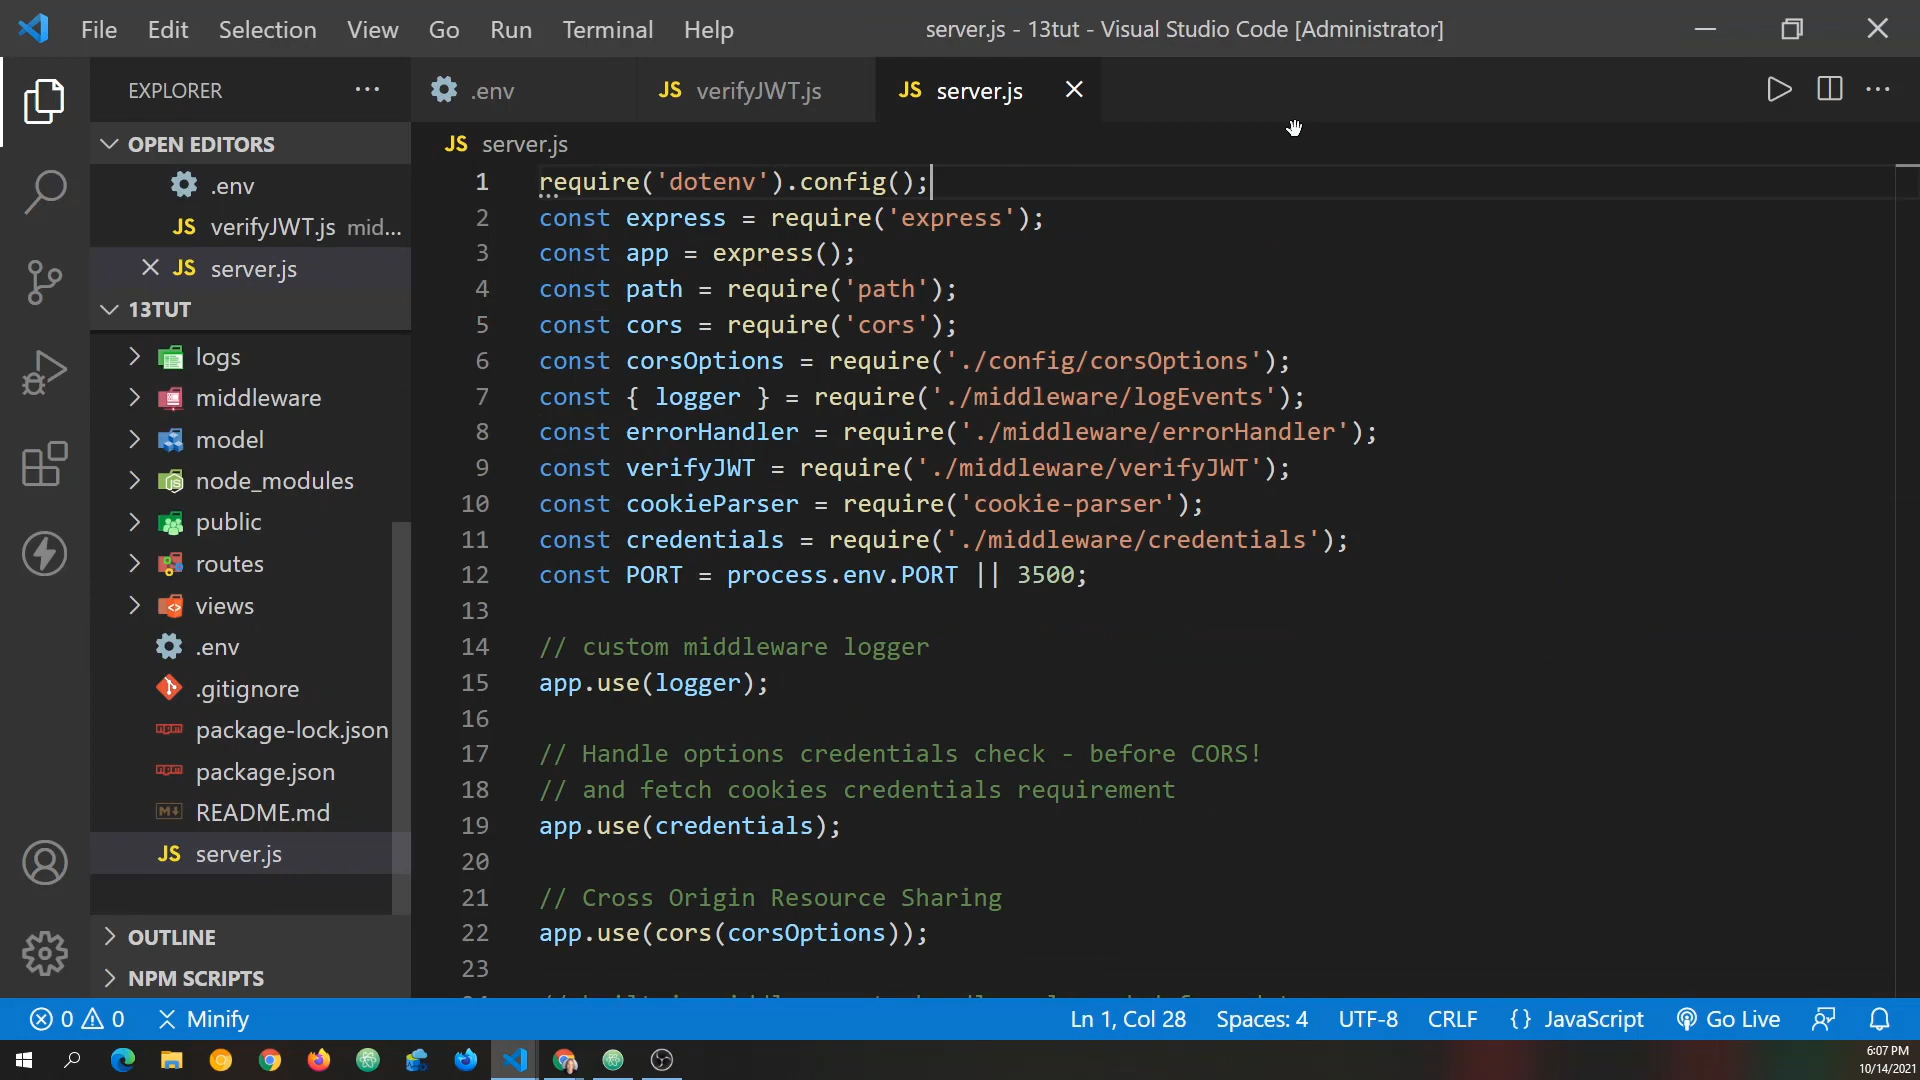 File Edit Selection View Go Run Terminal Help
server.js - 13tut - Visual Studio Code [Administrator]
EXPLORER
OPEN EDITORS
.env
JS verifyJWT.js mid...
JS server.js
13TUT
logs
middleware
model
node_modules
public
routes
views
.env
.gitignore
package-lock.json
package.json
README.md
JS server.js
OUTLINE
NPM SCRIPTS
.env
JS verifyJWT.js
JS server.js
JS server.js
1 require('dotenv').config();
2 const express = require('express');
3 const app = express();
4 const path = require('path');
5 const cors = require('cors');
6 const corsOptions = require('./config/corsOptions');
7 const { logger } = require('./middleware/logEvents');
8 const errorHandler = require('./middleware/errorHandler');
9 const verifyJWT = require('./middleware/verifyJWT');
10 const cookieParser = require('cookie-parser');
11 const credentials = require('./middleware/credentials');
12 const PORT = process.env.PORT || 3500;
13
14 // custom middleware logger
15 app.use(logger);
16
17 // Handle options credentials check - before CORS!
18 // and fetch cookies credentials requirement
19 app.use(credentials);
20
21 // Cross Origin Resource Sharing
22 app.use(cors(corsOptions));
23
0 0 Minify
Ln 1, Col 28 Spaces: 4 UTF-8 CRLF {} JavaScript Go Live
6:07 PM
10/14/2021